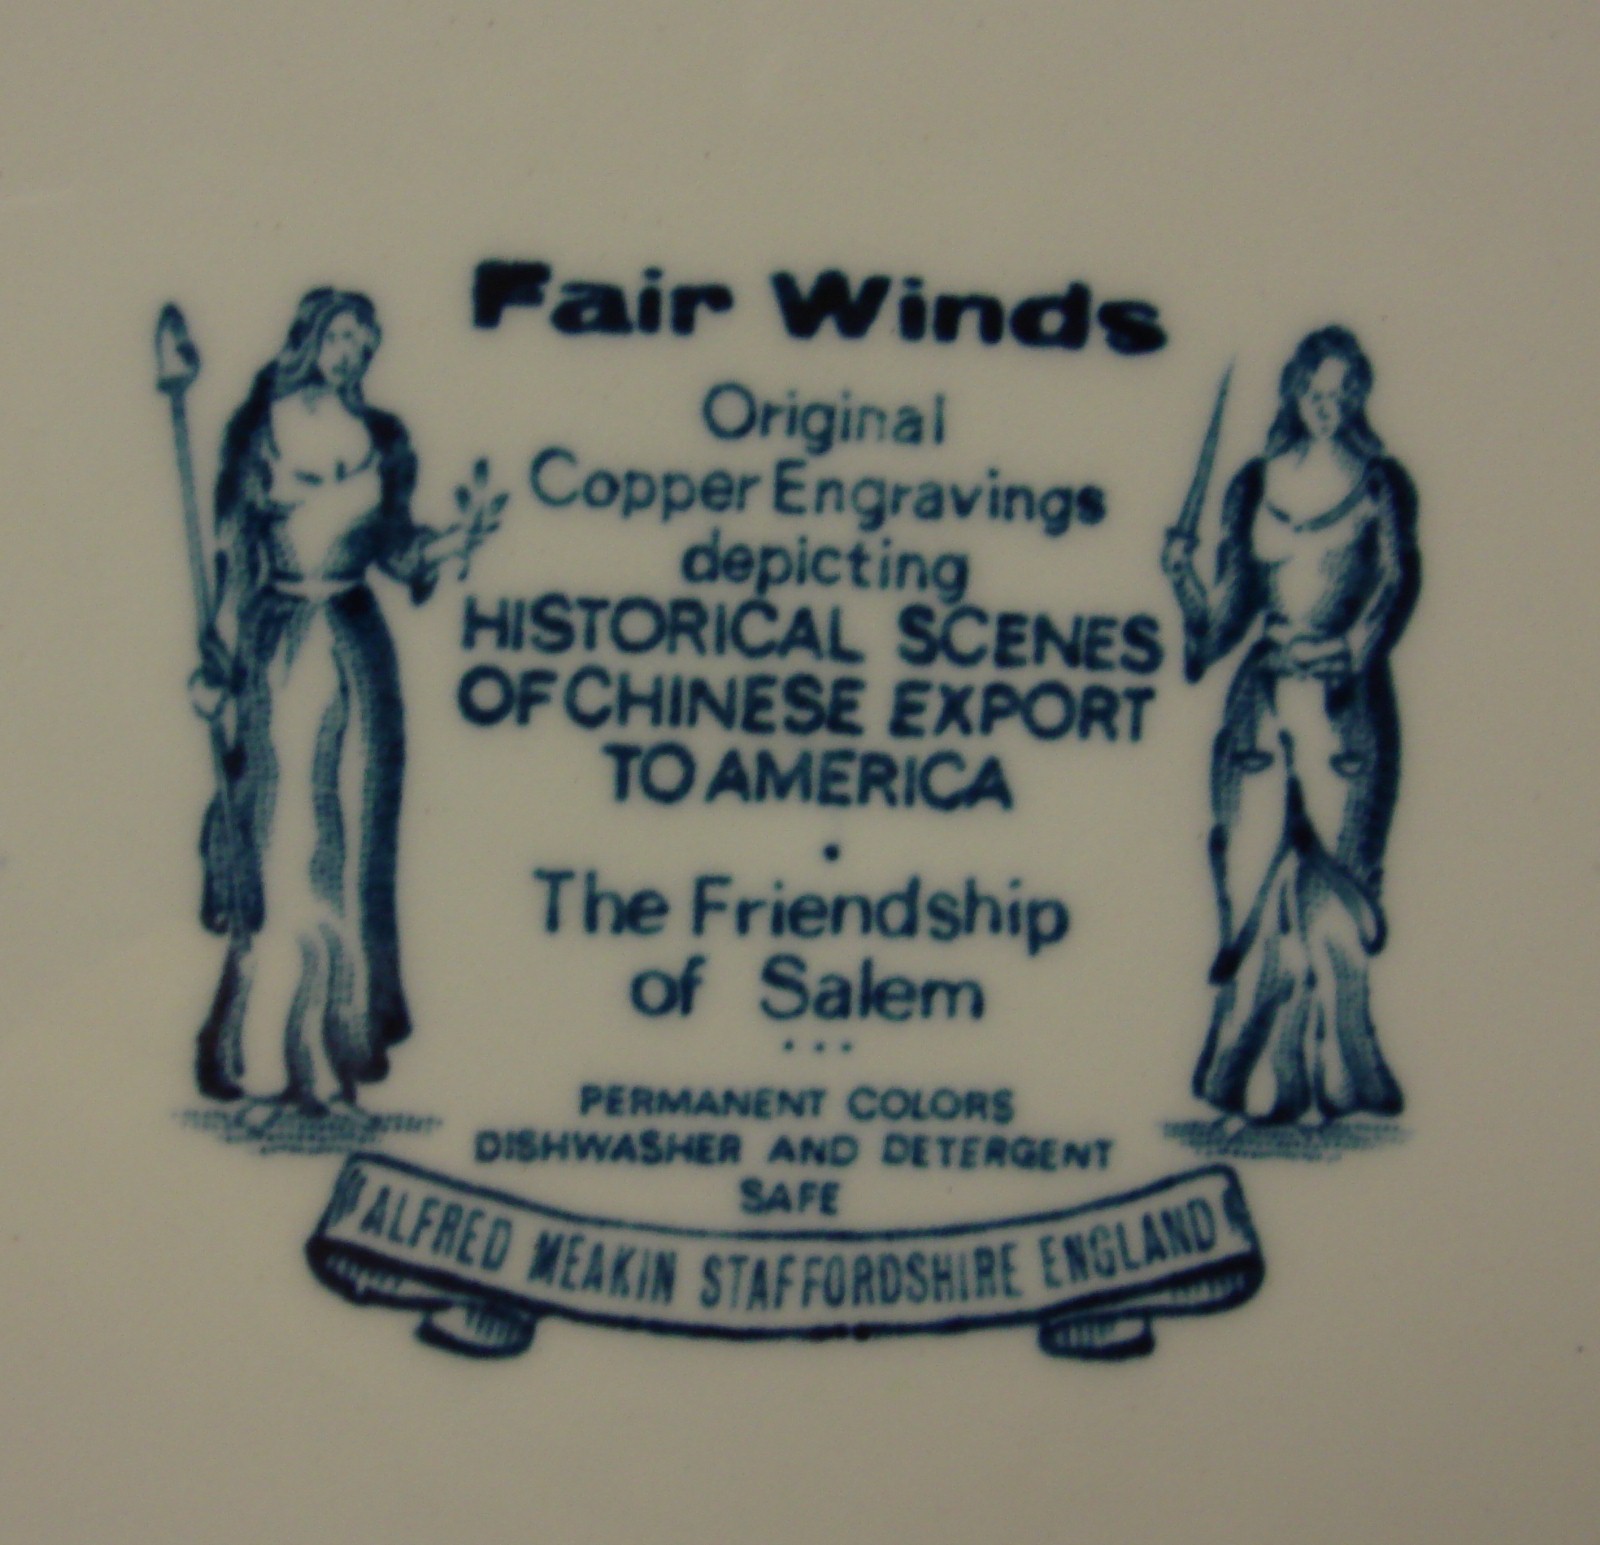 Fair Winds
Original
Copper Engravings
depicting
HISTORICAL SCENES
OF CHINESE EXPORT
TO AMERICA
•
The Friendship
of Salem
...
PERMANENT COLORS
DISHWASHER AND DETERGENT
SAFE
ALFRED MEAKIN STAFFORDSHIRE ENGLAND